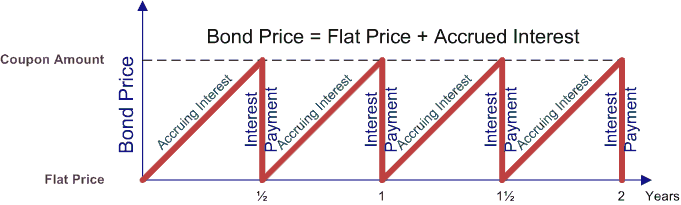 Bond Price = Flat Price + Accrued Interest
Coupon Amount
Bond Price
Flat Price
Accruing Interest
Interest
Payment
Accruing Interest
Interest
Payment
Accruing Interest
Interest
Payment
Accruing Interest
Interest
Payment
½
1
1½
2
Years